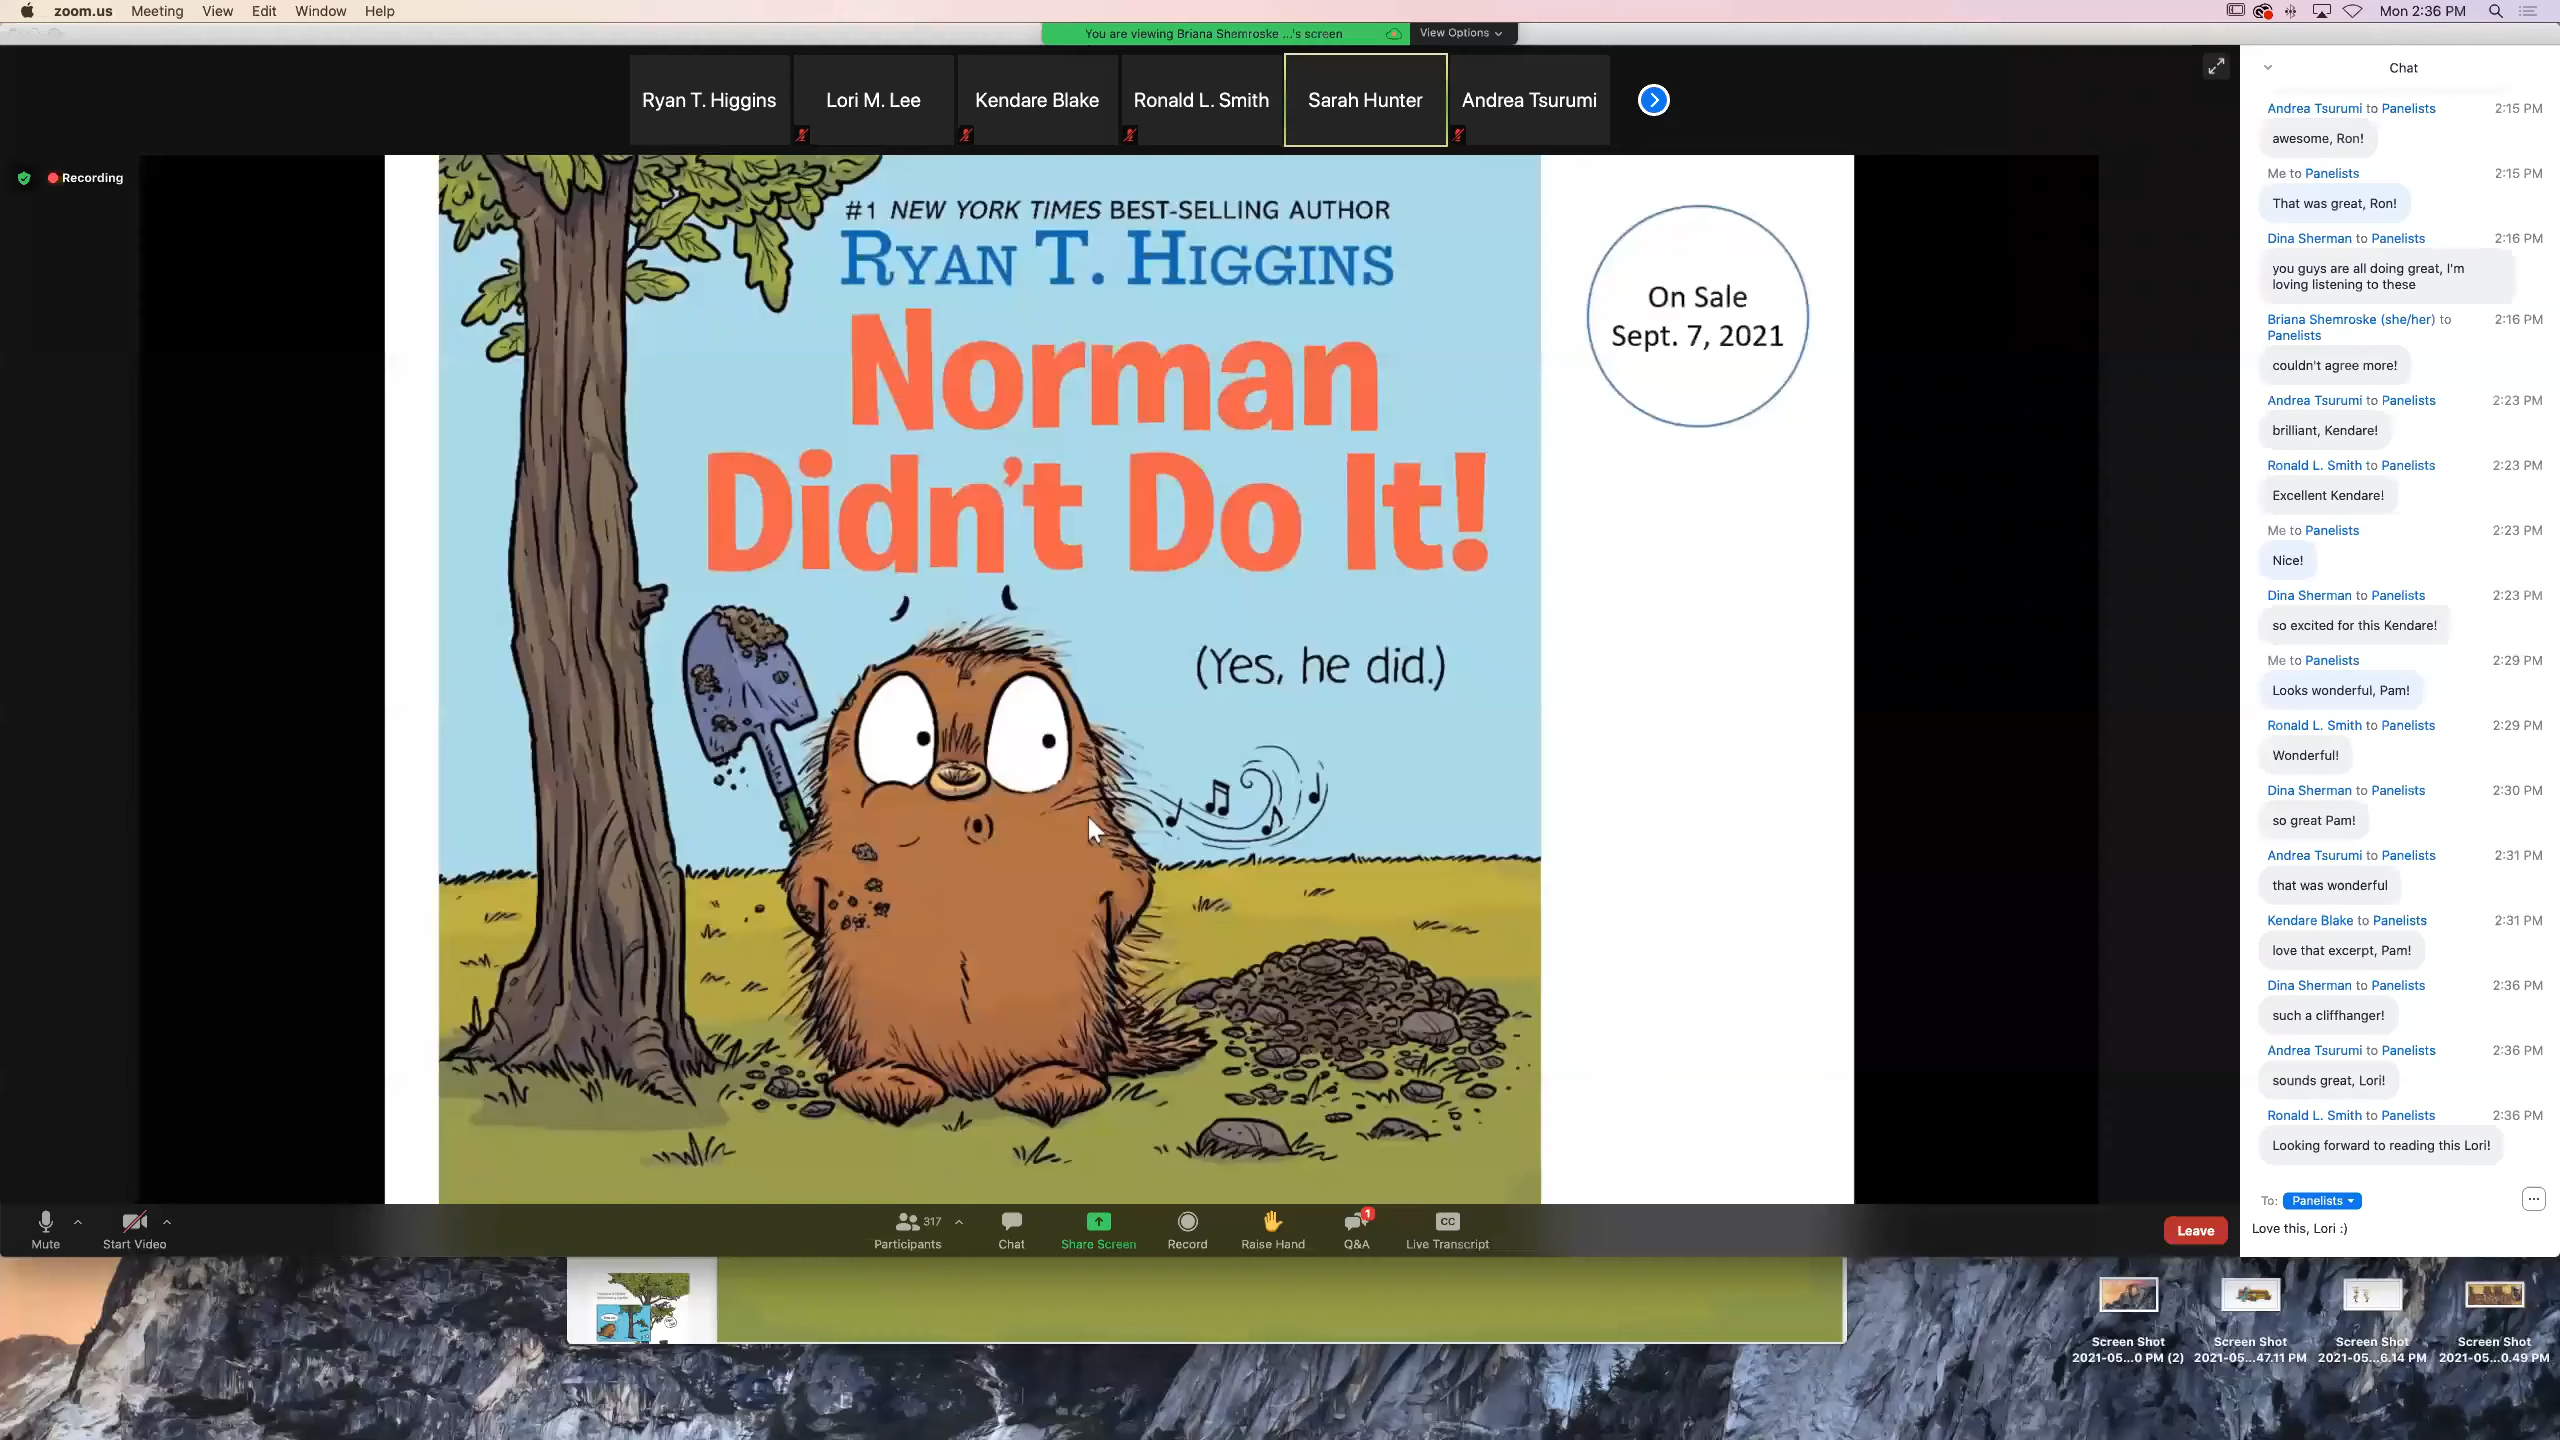 zoom.us Meeting View Edit Window Help
Mon 2:36 PM
You are viewing Briana Shemroske ...'s screen
View Options
Ryan T. Higgins
Lori M. Lee
Kendare Blake
Ronald L. Smith
Sarah Hunter
Andrea Tsurumi
Recording
#1 NEW YORK TIMES BEST-SELLING AUTHOR
RYAN T. HIGGINS
Norman
Didn't Do It!
(Yes, he did.)
On Sale
Sept. 7, 2021
Chat
Andrea Tsurumi to Panelists 2:15 PM
awesome, Ron!
Me to Panelists 2:15 PM
That was great, Ron!
Dina Sherman to Panelists 2:16 PM
you guys are all doing great, I'm
loving listening to these
Briana Shemroske (she/her) to 2:16 PM
Panelists
couldn't agree more!
Andrea Tsurumi to Panelists 2:23 PM
brilliant, Kendare!
Ronald L. Smith to Panelists 2:23 PM
Excellent Kendare!
Me to Panelists 2:23 PM
Nice!
Dina Sherman to Panelists 2:23 PM
so excited for this Kendare!
Me to Panelists 2:29 PM
Looks wonderful, Pam!
Ronald L. Smith to Panelists 2:29 PM
Wonderful!
Dina Sherman to Panelists 2:30 PM
so great Pam!
Andrea Tsurumi to Panelists 2:31 PM
that was wonderful
Kendare Blake to Panelists 2:31 PM
love that excerpt, Pam!
Dina Sherman to Panelists 2:36 PM
such a cliffhanger!
Andrea Tsurumi to Panelists 2:36 PM
sounds great, Lori!
Ronald L. Smith to Panelists 2:36 PM
Looking forward to reading this Lori!
To: Panelists
Love this, Lori :)
Mute
Start Video
317
Participants
Chat
Share Screen
Record
Raise Hand
1
Q&A
CC
Live Transcript
Leave
Screen Shot
2021-05...0 PM (2)
Screen Shot
2021-05...47.11 PM
Screen Shot
2021-05...6.14 PM
Screen Shot
2021-05...0.49 PM